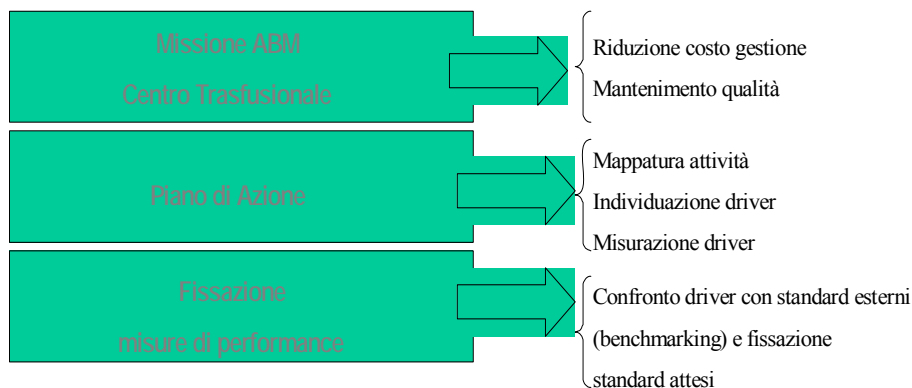 Missione ABM
Centro Trasfusionale
Riduzione costo gestione
Mantenimento qualità
Piano di Azione
Mappatura attività
Individuazione driver
Misurazione driver
Fissazione
misure di performance
Confronto driver con standard esterni
(benchmarking) e fissazione
standard attesi